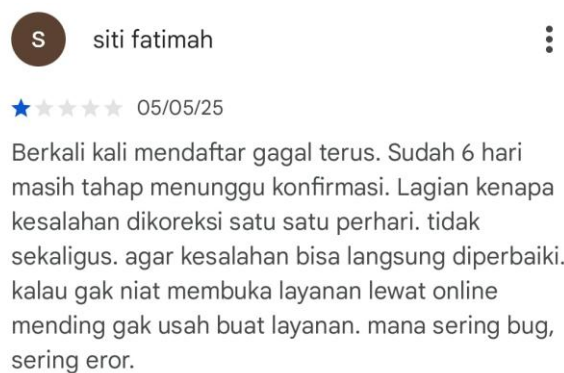 S
siti fatimah
05/05/25
Berkali kali mendaftar gagal terus. Sudah 6 hari
masih tahap menunggu konfirmasi. Lagian kenapa
kesalahan dikoreksi satu satu perhari. tidak
sekaligus. agar kesalahan bisa langsung diperbaiki.
kalau gak niat membuka layanan lewat online
mending gak usah buat layanan. mana sering bug,
sering eror.